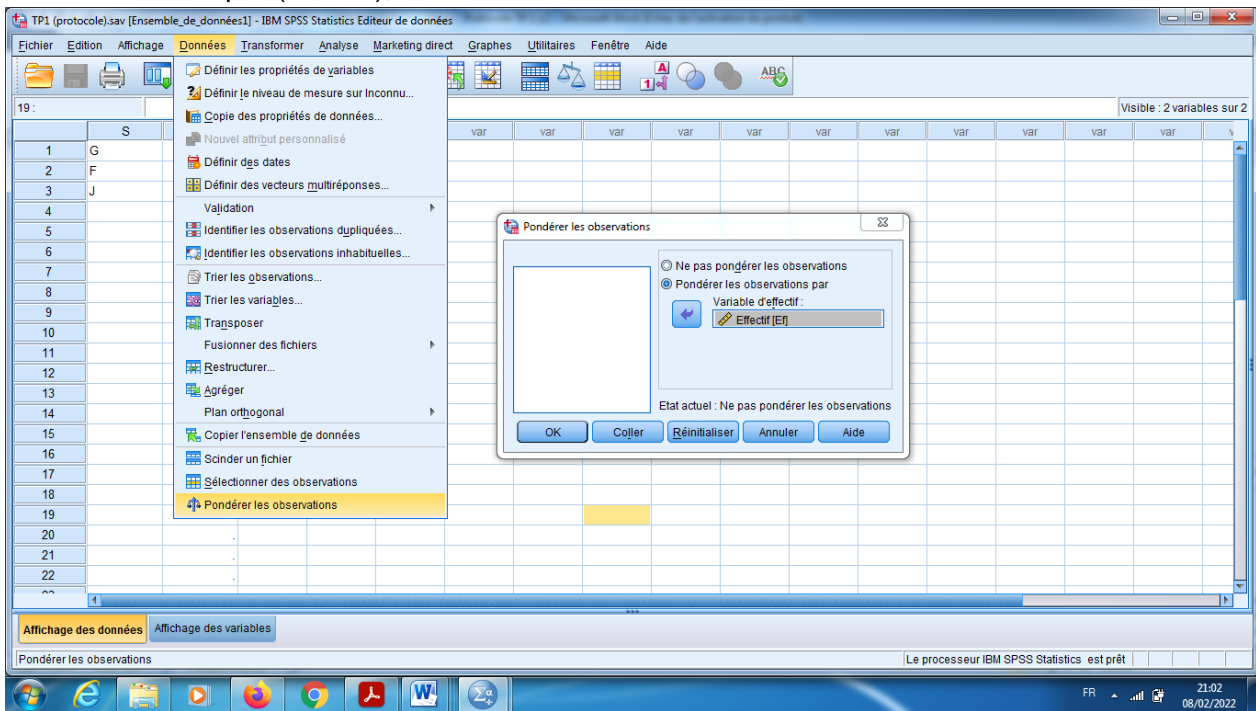 TP1 (protocole).sav [Ensemble_de_données1] - IBM SPSS Statistics Editeur de données
Fichier Edition Affichage Données Transformer Analyse Marketing direct Graphes Utilitaires Fenêtre Aide
19 :
Visible : 2 variables sur 2
S var var var var var var var var var var var
1 G
2 F
3 J
4
5
6
7
8
9
10
11
12
13
14
15
16
17
18
19
20
21
22
Définir les propriétés de variables
Définir le niveau de mesure sur Inconnu...
Copie des propriétés de données...
Nouvel attribut personnalisé
Définir des dates
Définir des vecteurs multiréponses...
Validation
Identifier les observations dupliquées...
Identifier les observations inhabituelles...
Trier les observations...
Trier les variables...
Transposer
Fusionner des fichiers
Restructurer...
Agréger
Plan orthogonal
Copier l'ensemble de données
Scinder un fichier
Sélectionner des observations
Pondérer les observations
Pondérer les observations
Ne pas pondérer les observations
Pondérer les observations par
Variable d'effectif :
Effectif [Ef]
Etat actuel : Ne pas pondérer les observations
OK Coller Réinitialiser Annuler Aide
Affichage des données Affichage des variables
Pondérer les observations
Le processeur IBM SPSS Statistics est prêt
FR
21:02
08/02/2022